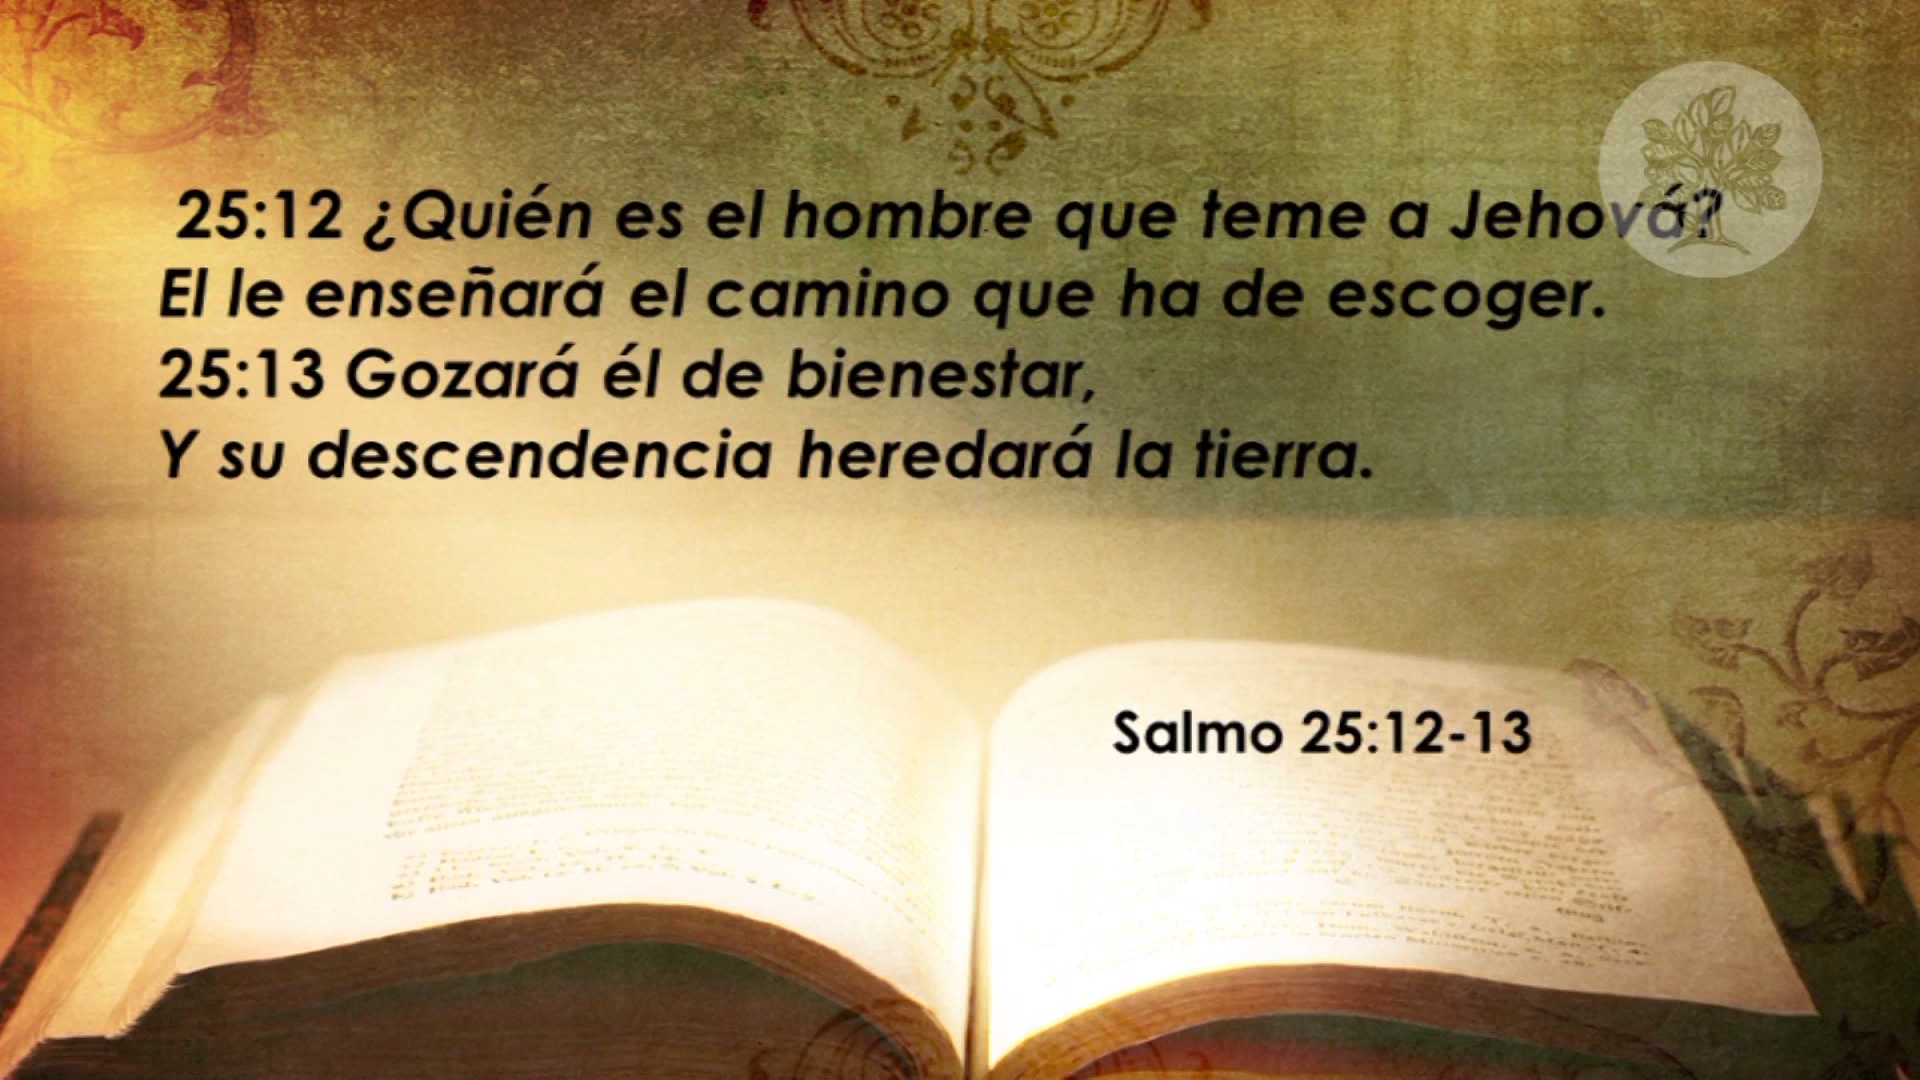 25:12 ¿Quién es el hombre que teme a Jehová?
El le enseñará el camino que ha de escoger.
25:13 Gozará él de bienestar,
Y su descendencia heredará la tierra.
Salmo 25:12-13